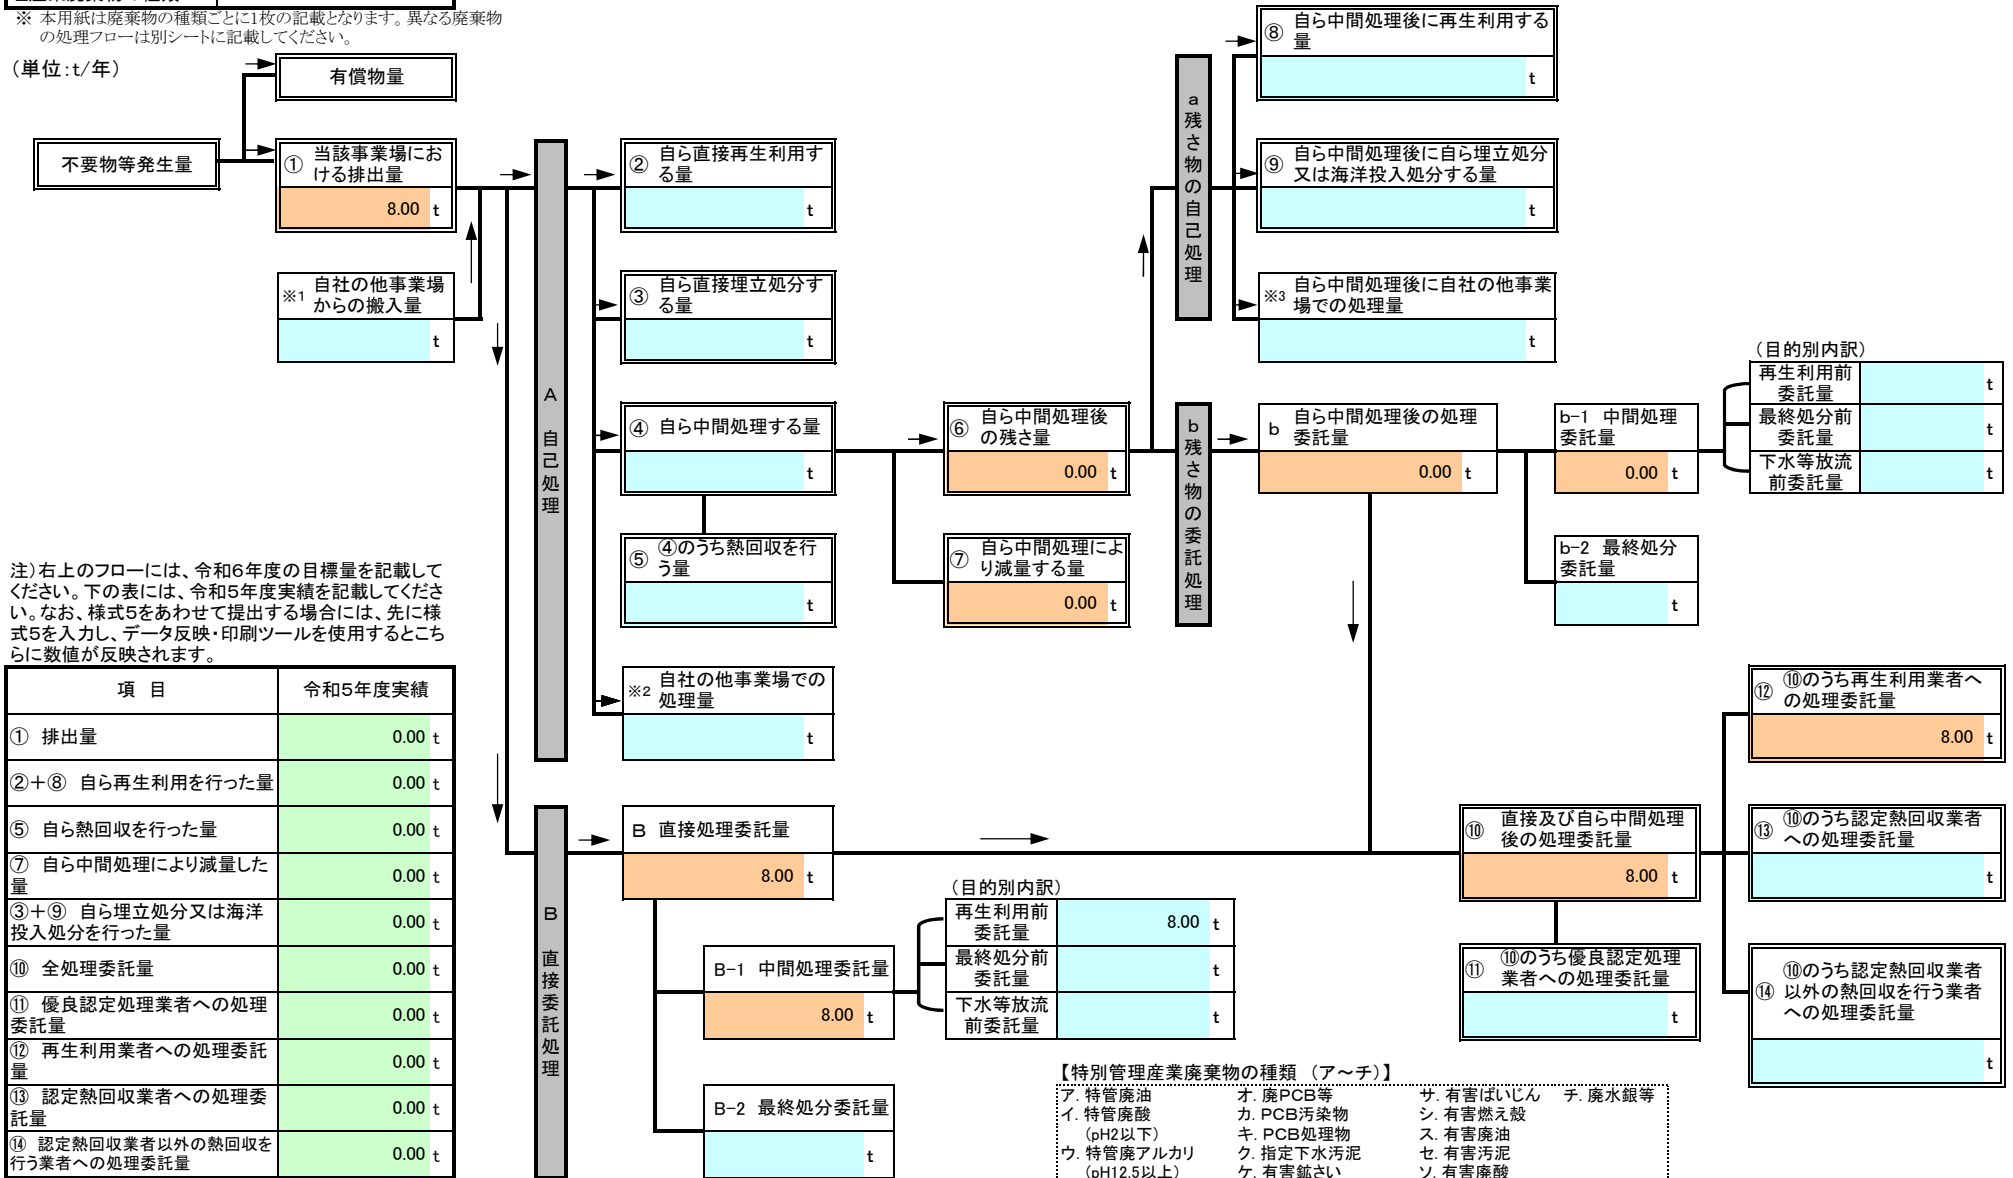 ※ 本用紙は廃棄物の種類ごとに1枚の記載となります。異なる廃棄物
の処理フローは別シートに記載してください。
（単位:t/年）
有償物量
不要物等発生量
① 当該事業場にお
ける排出量
8.00 t
※1 自社の他事業場
からの搬入量
t
A 自己処理
② 自ら直接再生利用す
る量
t
③ 自ら直接埋立処分す
る量
t
④ 自ら中間処理する量
t
⑤ ④のうち熱回収を行
う量
t
※2 自社の他事業場での
処理量
t
⑥ 自ら中間処理後
の残さ量
0.00 t
⑦ 自ら中間処理によ
り減量する量
0.00 t
a 残さ物の自己処理
⑧ 自ら中間処理後に再生利用する
量
t
⑨ 自ら中間処理後に自ら埋立処分
又は海洋投入処分する量
t
※3 自ら中間処理後に自社の他事業
場での処理量
t
b 残さ物の委託処理
b 自ら中間処理後の処理
委託量
0.00 t
b-1 中間処理
委託量
0.00 t
b-2 最終処分
委託量
t
（目的別内訳）
再生利用前
委託量
t
最終処分前
委託量
t
下水等放流
前委託量
t
注）右上のフローには、令和６年度の目標量を記載して
ください。下の表には、令和５年度実績を記載してくださ
い。なお、様式５をあわせて提出する場合には、先に様
式５を入力し、データ反映・印刷ツールを使用するとこち
らに数値が反映されます。
項 目 令和５年度実績
① 排出量 0.00 t
②＋⑧ 自ら再生利用を行った量 0.00 t
⑤ 自ら熱回収を行った量 0.00 t
⑦ 自ら中間処理により減量した
量 0.00 t
③＋⑨ 自ら埋立処分又は海洋
投入処分を行った量 0.00 t
⑩ 全処理委託量 0.00 t
⑪ 優良認定処理業者への処理
委託量 0.00 t
⑫ 再生利用業者への処理委託
量 0.00 t
⑬ 認定熱回収業者への処理委
託量 0.00 t
⑭ 認定熱回収業者以外の熱回収を
行う業者への処理委託量 0.00 t
B 直接委託処理
B 直接処理委託量
8.00 t
B-1 中間処理委託量
8.00 t
B-2 最終処分委託量
t
（目的別内訳）
再生利用前
委託量
8.00 t
最終処分前
委託量
t
下水等放流
前委託量
t
⑩ 直接及び自ら中間処理
後の処理委託量
8.00 t
⑪ ⑩のうち優良認定処理
業者への処理委託量
t
⑫ ⑩のうち再生利用業者へ
の処理委託量
8.00 t
⑬ ⑩のうち認定熱回収業者
への処理委託量
t
⑭ ⑩のうち認定熱回収業者
以外の熱回収を行う業者
への処理委託量
t
【特別管理産業廃棄物の種類 （ア～チ）】
ア. 特管廃油 オ. 廃PCB等 サ. 有害ばいじん チ. 廃水銀等
イ. 特管廃酸 カ. PCB汚染物 シ. 有害燃え殻
（pH2以下） キ. PCB処理物 ス. 有害廃油
ウ. 特管廃アルカリ ク. 指定下水汚泥 セ. 有害汚泥
（pH12.5以上） ケ. 有害鉱さい ソ. 有害廃酸